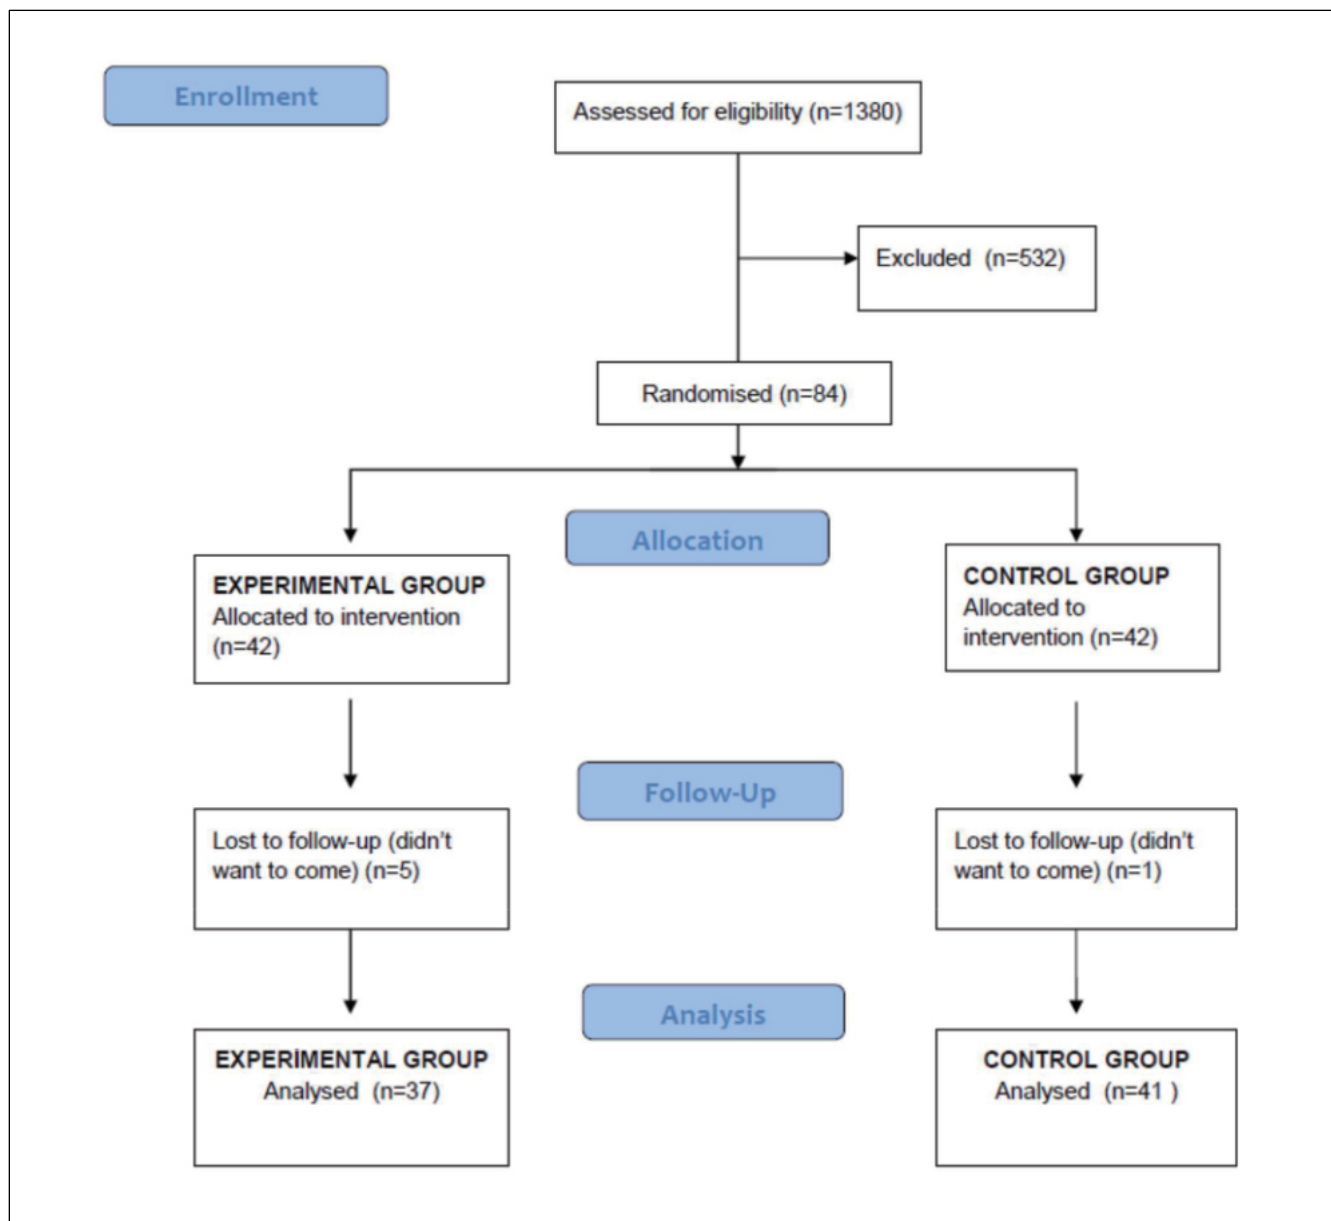 Enrollment
Assessed for eligibility (n=1380)
Excluded (n=532)
Randomised (n=84)
Allocation
EXPERIMENTAL GROUP
Allocated to intervention
(n=42)
CONTROL GROUP
Allocated to
intervention (n=42)
Follow-Up
Lost to follow-up (didn't
want to come) (n=5)
Lost to follow-up (didn't
want to come) (n=1)
Analysis
EXPERIMENTAL GROUP
Analysed (n=37)
CONTROL GROUP
Analysed (n=41 )